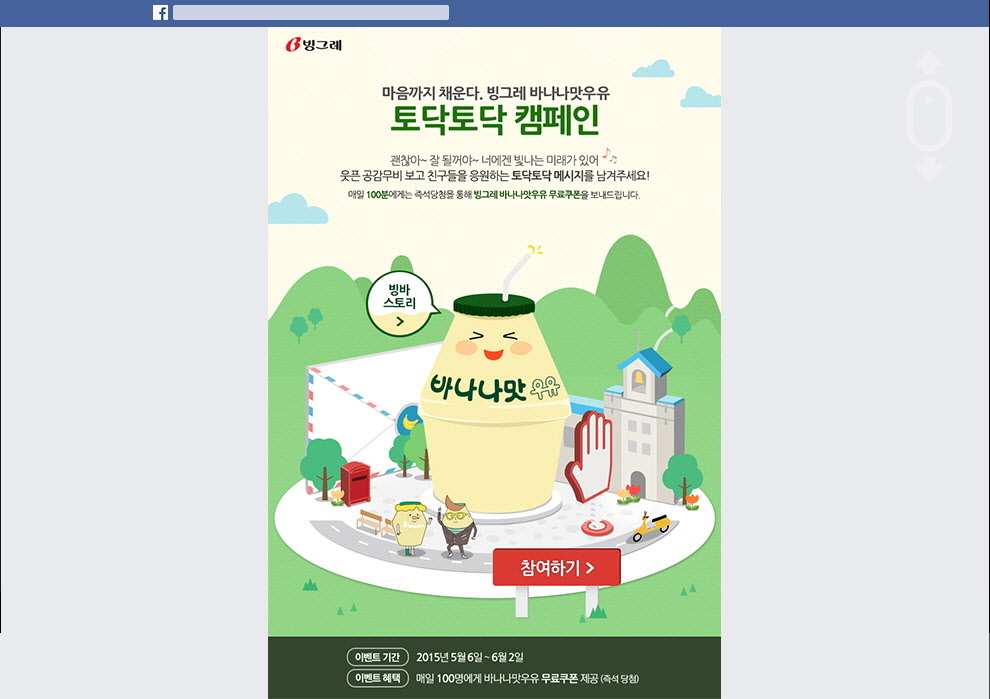 빙그레
마음까지 채운다. 빙그레 바나나맛우유
토닥토닥 캠페인
괜찮아~ 잘 될꺼야~ 너에겐 빛나는 미래가 있어
웃픈 공감무비 보고 친구들을 응원하는 토닥토닥 메시지를 남겨주세요!
매일 100분에게는 즉석당첨을 통해 빙그레 바나나맛우유 무료쿠폰을 보내드립니다.
빙바
스토리
바나나맛 우유
참여하기
이벤트 기간 2015년 5월 6일 ~ 6월 2일
이벤트 혜택 매일 100명에게 바나나맛우유 무료쿠폰 제공 (즉석 당첨)